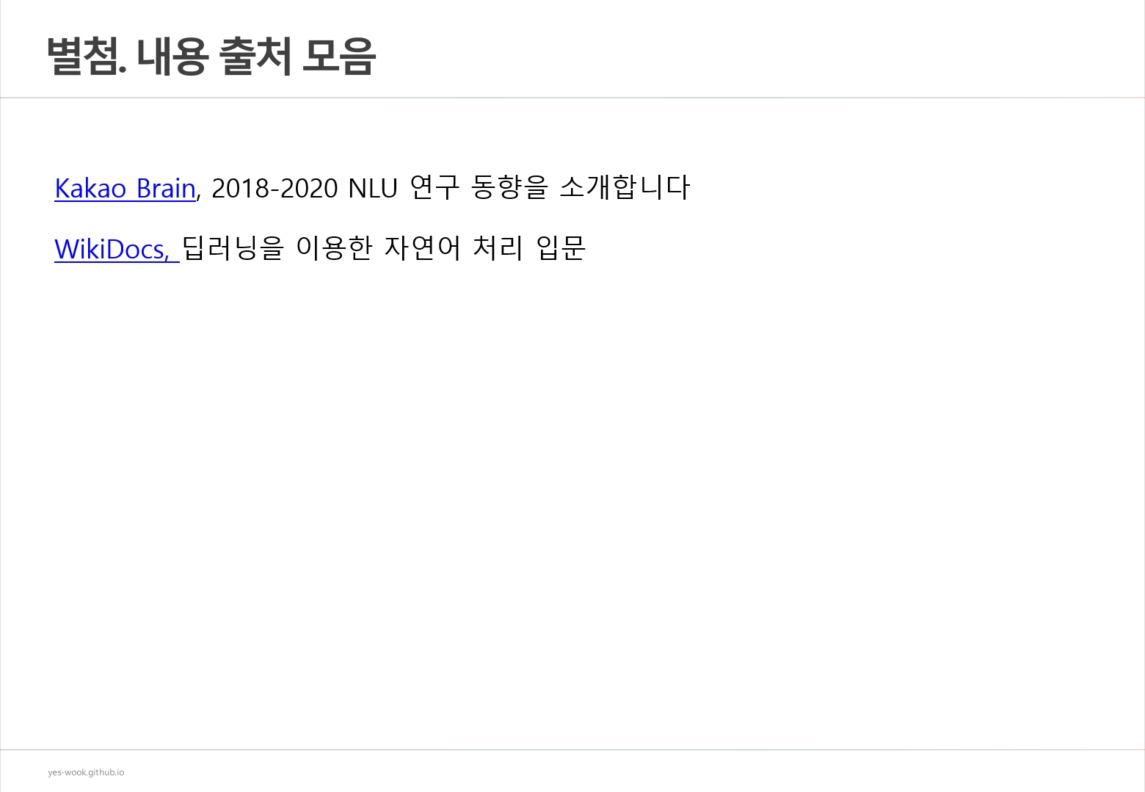 별첨. 내용 출처 모음
Kakao Brain, 2018-2020 NLU 연구 동향을 소개합니다
WikiDocs, 딥러닝을 이용한 자연어 처리 입문
yes-wook.github.io